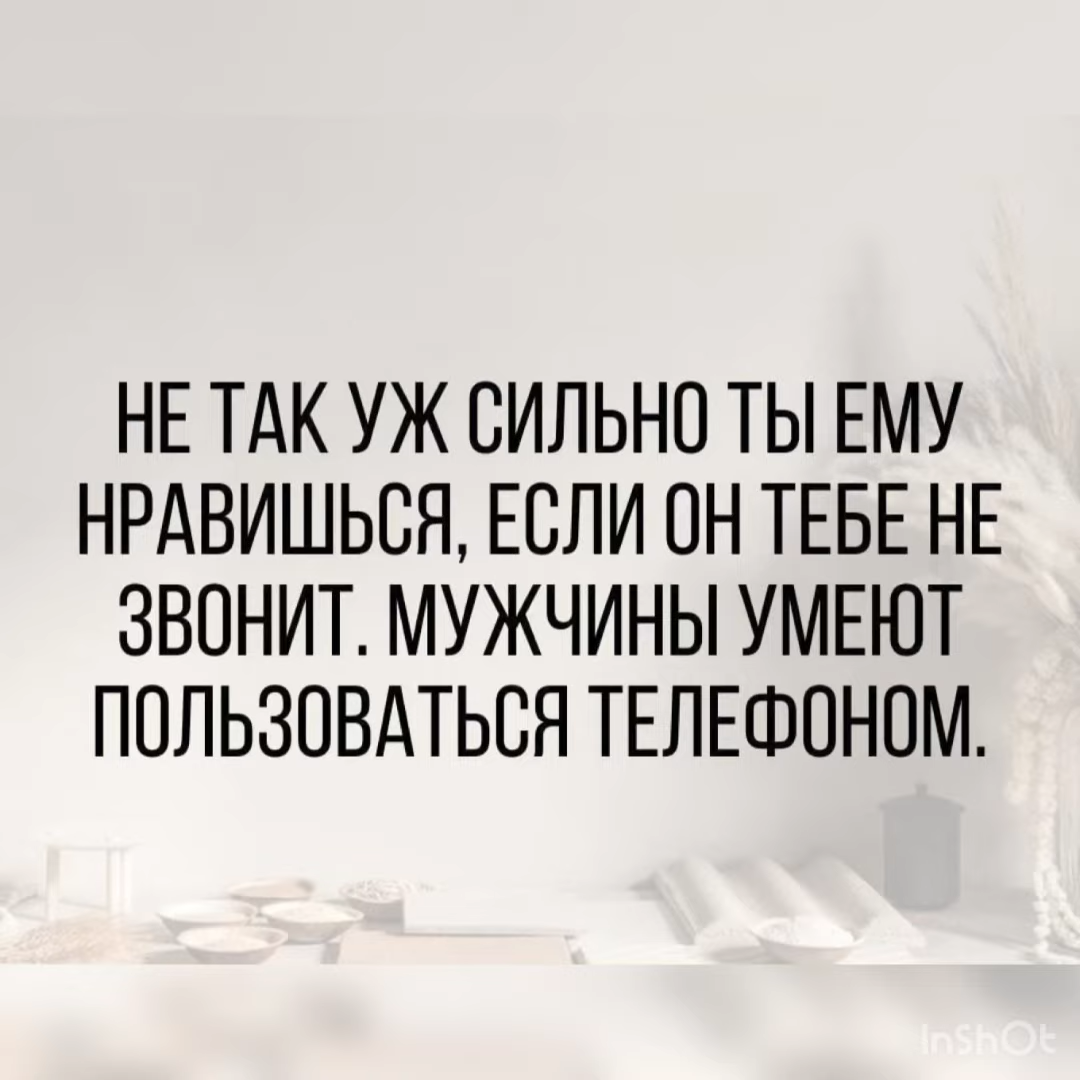 НЕ ТАК УЖ СИЛЬНО ТЫ ЕМУ
НРАВИШЬСЯ, ЕСЛИ ОН ТЕБЕ НЕ
ЗВОНИТ. МУЖЧИНЫ УМЕЮТ
ПОЛЬЗОВАТЬСЯ ТЕЛЕФОНОМ.
InShOt